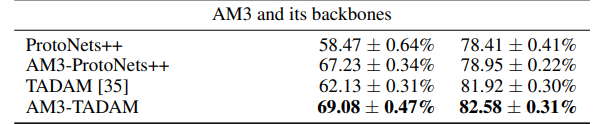 AM3 and its backbones
ProtoNets++ 58.47 ± 0.64% 78.41 ± 0.41%
AM3-ProtoNets++ 67.23 ± 0.34% 78.95 ± 0.22%
TADAM [35] 62.13 ± 0.31% 81.92 ± 0.30%
AM3-TADAM 69.08 ± 0.47% 82.58 ± 0.31%